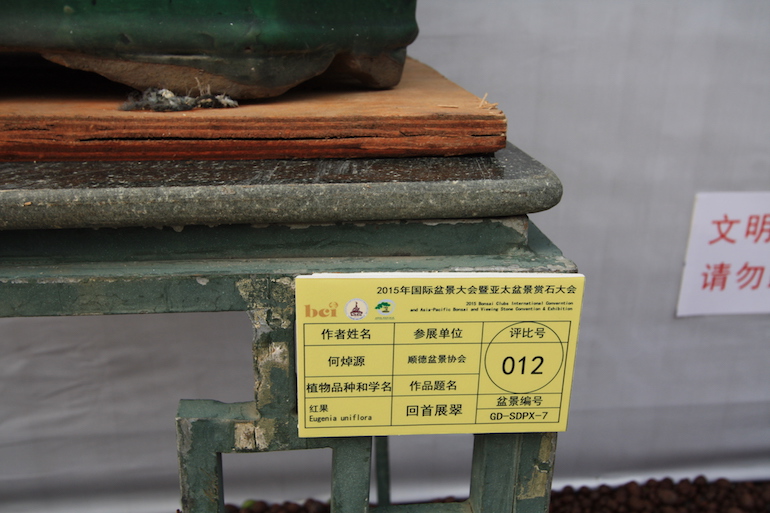 2015年国际盆景大会暨亚太盆景赏石大会
bci
2015 Bonsai Clubs International Convention
and Asia-Pacific Bonsai and Viewing Stone Convention & Exhibition
作者姓名 参展单位 评比号
何焯源 顺德盆景协会 012
植物品种和学名 作品题名 盆景编号
红果 回首展翠 GD-SDPX-7
Eugenia uniflora
文明
请勿